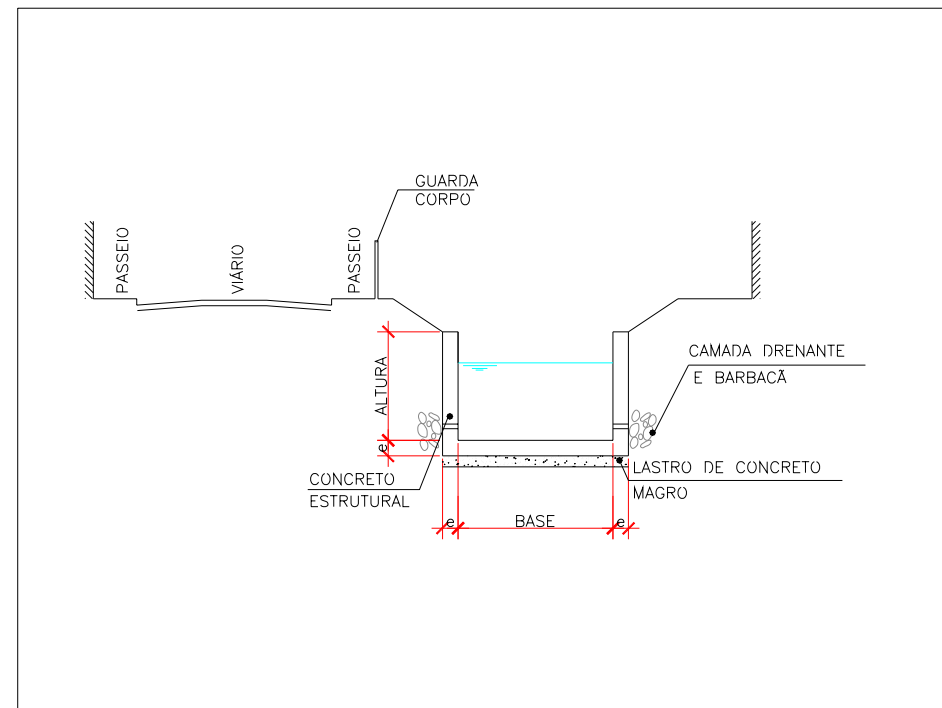 GUARDA
CORPO
PASSEIO
VIÁRIO
PASSEIO
ALTURA
e
CAMADA DRENANTE
E BARBACÃ
CONCRETO
ESTRUTURAL
LASTRO DE CONCRETO
MAGRO
e
BASE
e